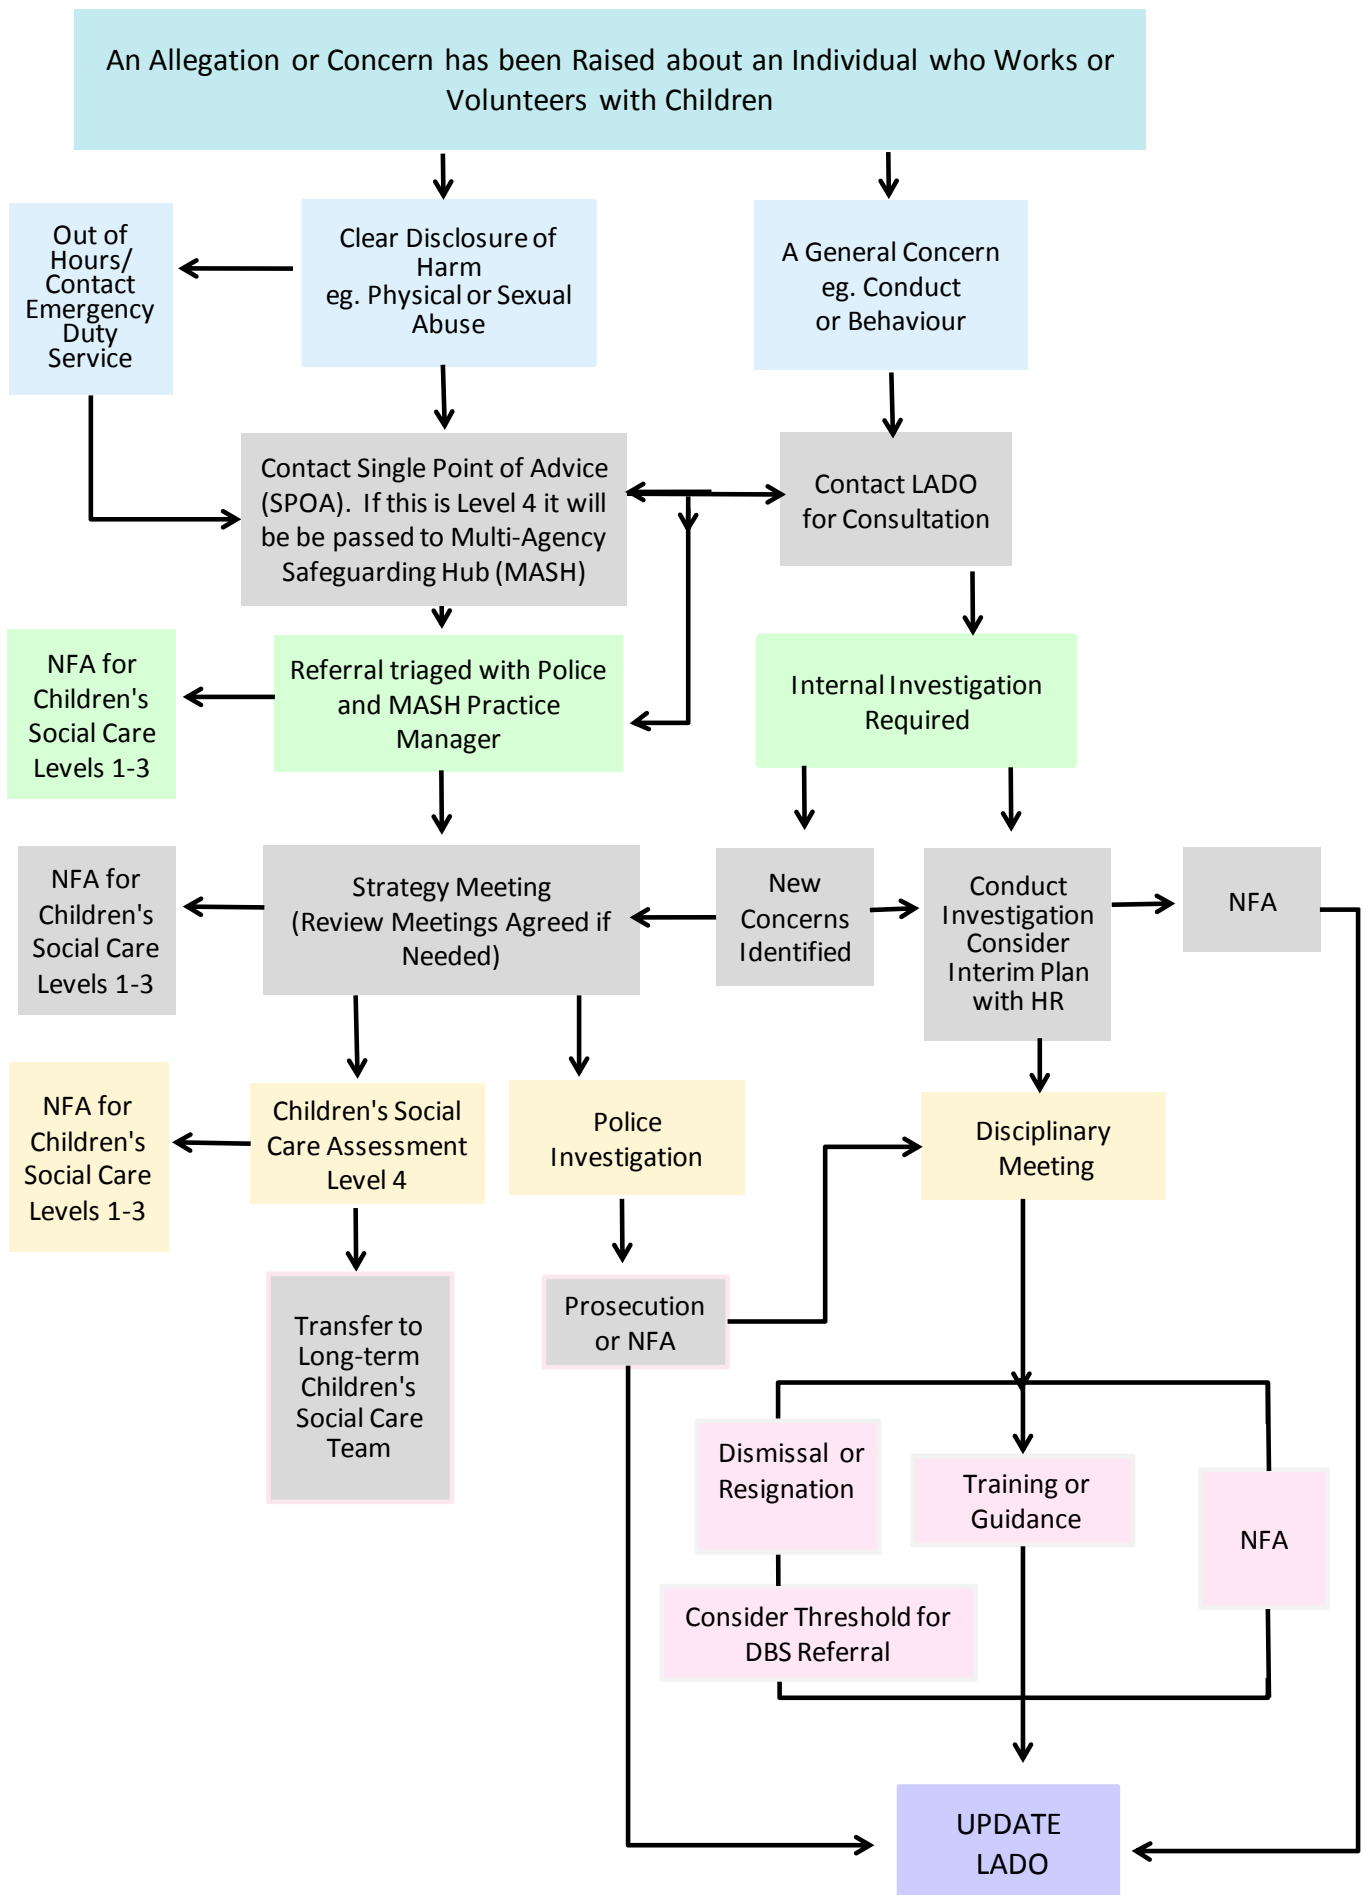 An Allegation or Concern has been Raised about an Individual who Works or
Volunteers with Children
Out of
Hours/
Contact
Emergency
Duty
Service
Clear Disclosure of
Harm
eg. Physical or Sexual
Abuse
A General Concern
eg. Conduct
or Behaviour
Contact Single Point of Advice
(SPOA). If this is Level 4 it will
be be passed to Multi-Agency
Safeguarding Hub (MASH)
Contact LADO
for Consultation
NFA for
Children's
Social Care
Levels 1-3
Referral triaged with Police
and MASH Practice
Manager
Internal Investigation
Required
NFA for
Children's
Social Care
Levels 1-3
Strategy Meeting
(Review Meetings Agreed if
Needed)
New
Concerns
Identified
Conduct
Investigation
Consider
Interim Plan
with HR
NFA
NFA for
Children's
Social Care
Levels 1-3
Children's Social
Care Assessment
Level 4
Police
Investigation
Disciplinary
Meeting
Transfer to
Long-term
Children's
Social Care
Team
Prosecution
or NFA
Dismissal or
Resignation
Training or
Guidance
NFA
Consider Threshold for
DBS Referral
UPDATE
LADO